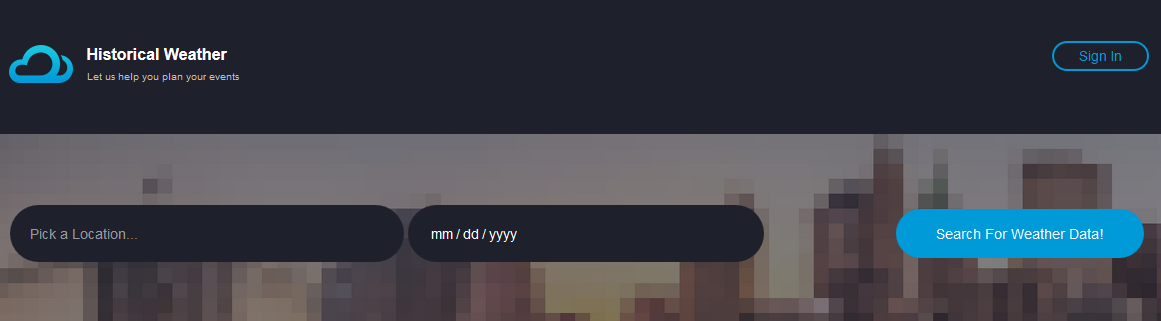 Historical Weather
Let us help you plan your events
Sign In
Pick a Location...
mm / dd / yyyy
Search For Weather Data!